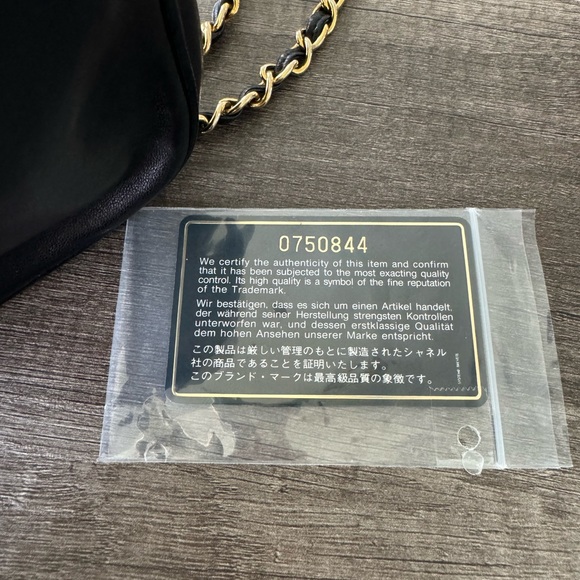 0750844
We certify the authenticity of this item and confirm
that it has been subjected to the most exacting quality
control. Its high quality is a symbol of the fine reputation
of the Trademark.
Wir bestätigen, dass es sich um einen Artikel handelt,
der während seiner Herstellung strengsten Kontrollen
unterworfen war, und dessen erstklassige Qualität
dem hohen Ansehen unserer Marke entspricht.
この製品は厳しい管理のもとに製造されたシャネル
社の商品であることを証明いたします。
このブランド・マークは最高級品質の象徴です。